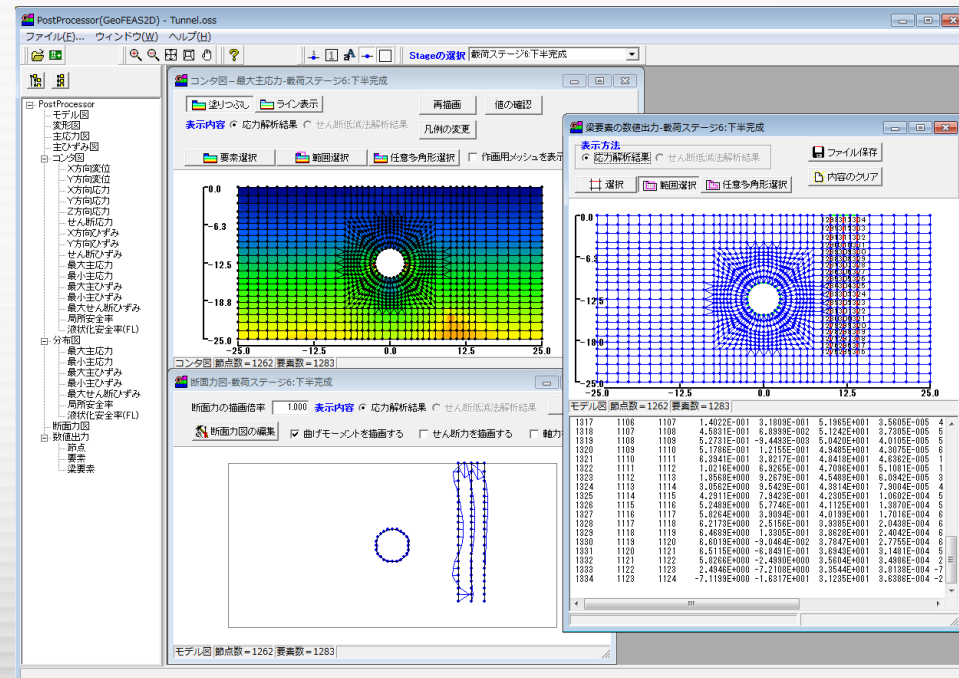 PostProcessor(GeoFEAS2D) - Tunnel.oss
ファイル(F)... ウィンドウ(W) ヘルプ(H)
Stageの選択 載荷ステージ6:下半完成
PostProcessor
モデル図
変形図
主応力図
主ひずみ図
コンタ図
X方向変位
Y方向変位
X方向応力
Y方向応力
Z方向応力
せん断応力
X方向ひずみ
Y方向ひずみ
せん断ひずみ
最大主応力
最小主応力
最大主ひずみ
最小主ひずみ
最大せん断ひずみ
局所安全率
液状化安全率(FL)
分布図
最大主応力
最小主応力
最大主ひずみ
最小主ひずみ
最大せん断ひずみ
局所安全率
液状化安全率(FL)
断面力図
数値出力
節点
要素
梁要素
コンタ図-最大主応力-載荷ステージ6:下半完成
塗りつぶし ライン表示 再描画 値の確認
表示内容 応力解析結果 せん断低減法解析結果 凡例の変更
要素選択 範囲選択 任意多角形選択 作画用メッシュを表示
0.0
-6.3
-12.5
-18.8
-25.0
-25.0 -12.5 0.0 12.5 25.0
コンタ図 節点数=1262 要素数=1283
断面力図-載荷ステージ6:下半完成
断面力の描画倍率 1.000 表示内容 応力解析結果 せん断低減法解析結果
断面力図の編集 曲げモーメントを描画する せん断力を描画する 軸力
モデル図 節点数=1262 要素数=1283
梁要素の数値出力-載荷ステージ6:下半完成
表示方法
応力解析結果 せん断低減法解析結果 ファイル保存
選択 範囲選択 任意多角形選択 内容のクリア
0.0
-6.3
-12.5
-25.0
-25.0 -12.5 0.0 12.5 25.0
モデル図 節点数=1262 要素数=1283
1317 1106 1107 1.4022E-001 3.1809E-001 5.1965E+001 3.5605E-005 4
1318 1107 1108 4.5831E-001 6.8999E-002 5.1242E+001 3.7305E-005 5
1319 1108 1109 5.2731E-001 -9.4493E-003 5.0420E+001 4.0105E-005 5
1320 1109 1110 5.1786E-001 1.2155E-001 4.9485E+001 4.3075E-005 6
1321 1110 1111 6.3941E-001 3.8217E-001 4.8418E+001 4.6362E-005 1
1322 1111 1112 1.0216E+000 6.9265E-001 4.7096E+001 5.1081E-005 1
1323 1112 1113 1.8568E+000 9.2679E-001 4.5488E+001 6.0942E-005 3
1324 1113 1114 3.0562E+000 9.5429E-001 4.3814E+001 7.9004E-005 4
1325 1114 1115 4.2911E+000 7.9423E-001 4.2305E+001 1.0602E-004 5
1326 1115 1116 5.2489E+000 5.7746E-001 4.1125E+001 1.3870E-004 5
1327 1116 1117 5.8264E+000 3.9094E-001 4.0199E+001 1.7016E-004 6
1328 1117 1118 6.2173E+000 2.5156E-001 3.9385E+001 2.0438E-004 6
1329 1118 1119 6.4689E+000 1.3305E-001 3.8628E+001 2.4042E-004 6
1330 1119 1120 6.6019E+000 -9.0464E-002 3.7847E+001 2.7755E-004 6
1331 1120 1121 6.5115E+000 -6.8491E-001 3.6943E+001 3.1481E-004 5
1332 1121 1122 5.8266E+000 -2.4990E+000 3.5604E+001 3.4986E-004 2
1333 1122 1123 2.4946E+000 -7.2108E+000 3.3544E+001 3.8138E-004 -7
1334 1123 1124 -7.1199E+000 -1.6317E+001 3.1235E+001 3.6386E-004 -2